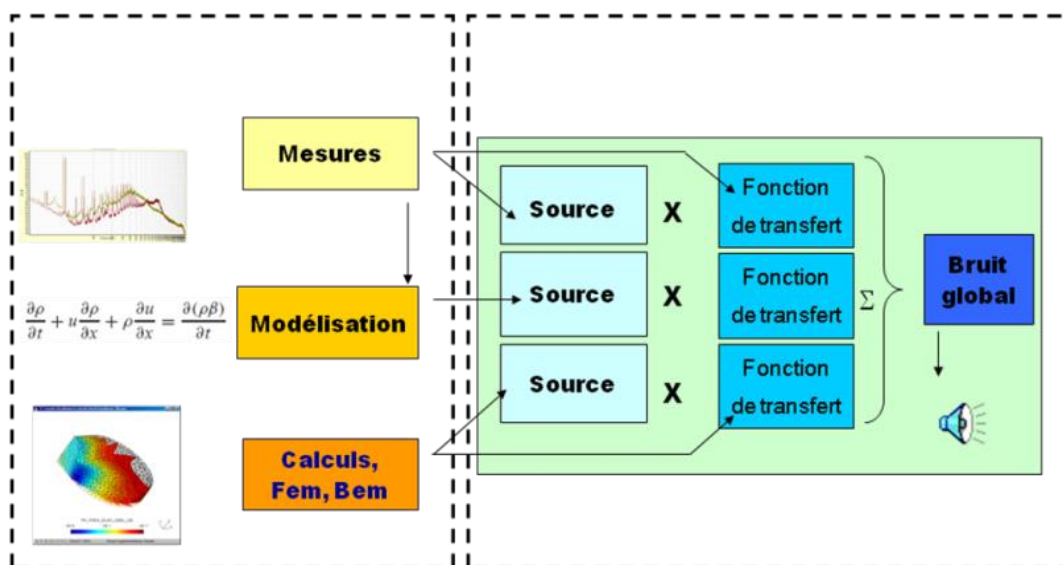 Mesures
Modélisation
Calculs,
Fem, Bem
∂ρ/∂t + u ∂ρ/∂x + ρ ∂u/∂x = ∂(ρβ)/∂t
Source X Fonction
de transfert
Source X Fonction
de transfert
Source X Fonction
de transfert
Σ
Bruit
global